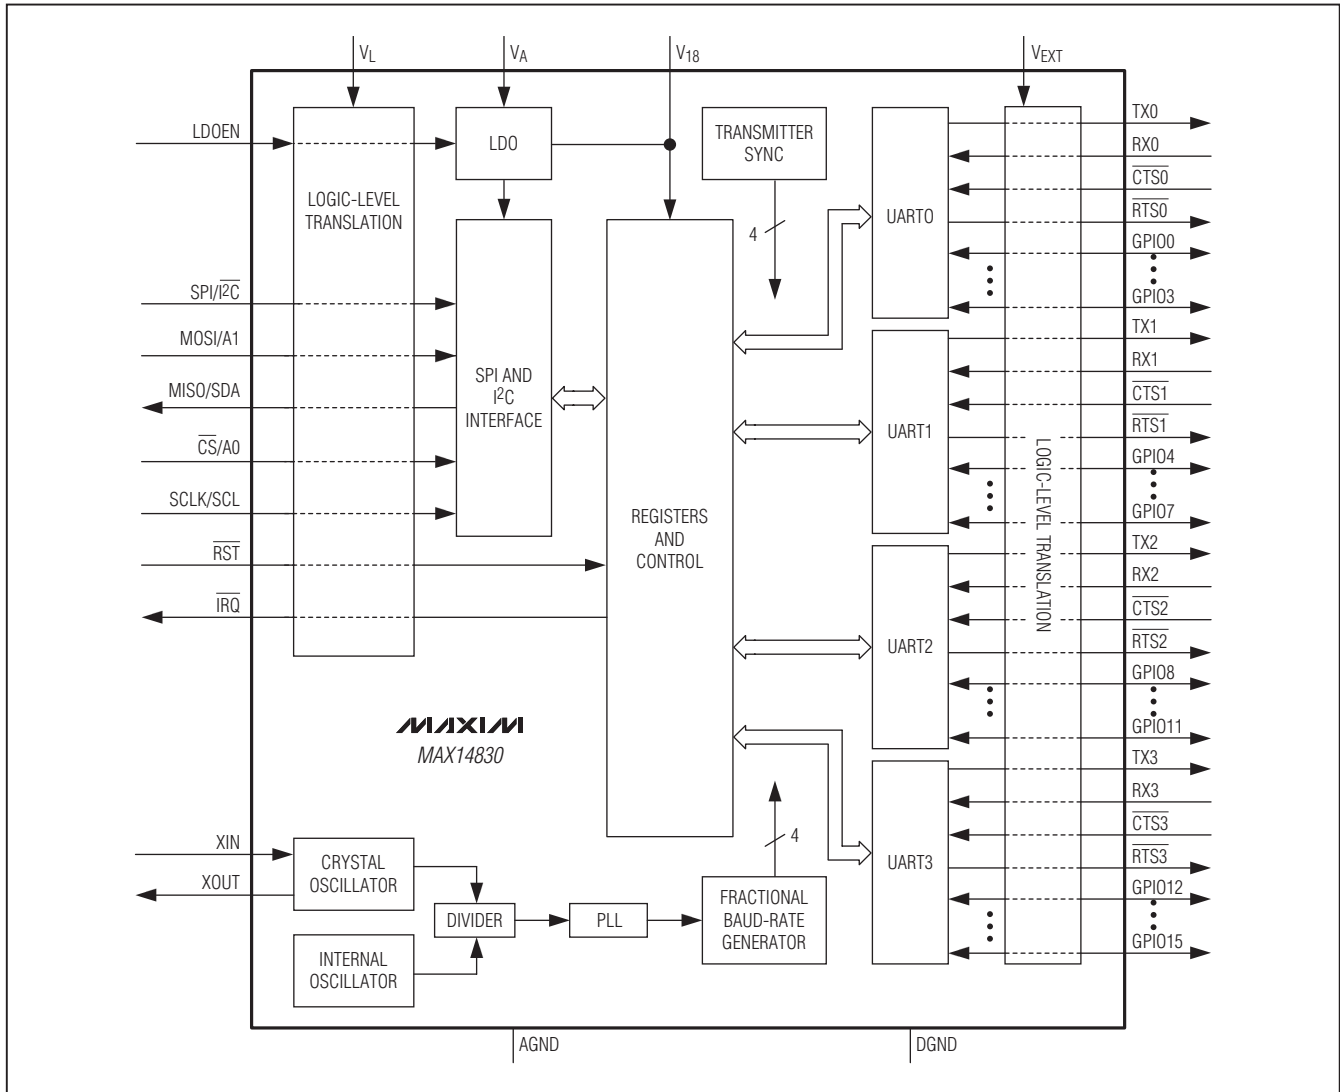 VL
VA
V18
VEXT
LDOEN
LOGIC-LEVEL
TRANSLATION
LDO
TRANSMITTER
SYNC
4
SPI/I2C
MOSI/A1
MISO/SDA
CS/A0
SCLK/SCL
RST
IRQ
SPI AND
I2C
INTERFACE
REGISTERS
AND
CONTROL
UART0
UART1
UART2
UART3
LOGIC-LEVEL TRANSLATION
TX0
RX0
CTS0
RTS0
GPIO0
GPIO3
TX1
RX1
CTS1
RTS1
GPIO4
GPIO7
TX2
RX2
CTS2
RTS2
GPIO8
GPIO11
TX3
RX3
CTS3
RTS3
GPIO12
GPIO15
MAXIM
MAX14830
XIN
XOUT
CRYSTAL
OSCILLATOR
INTERNAL
OSCILLATOR
DIVIDER
PLL
4
FRACTIONAL
BAUD-RATE
GENERATOR
AGND
DGND